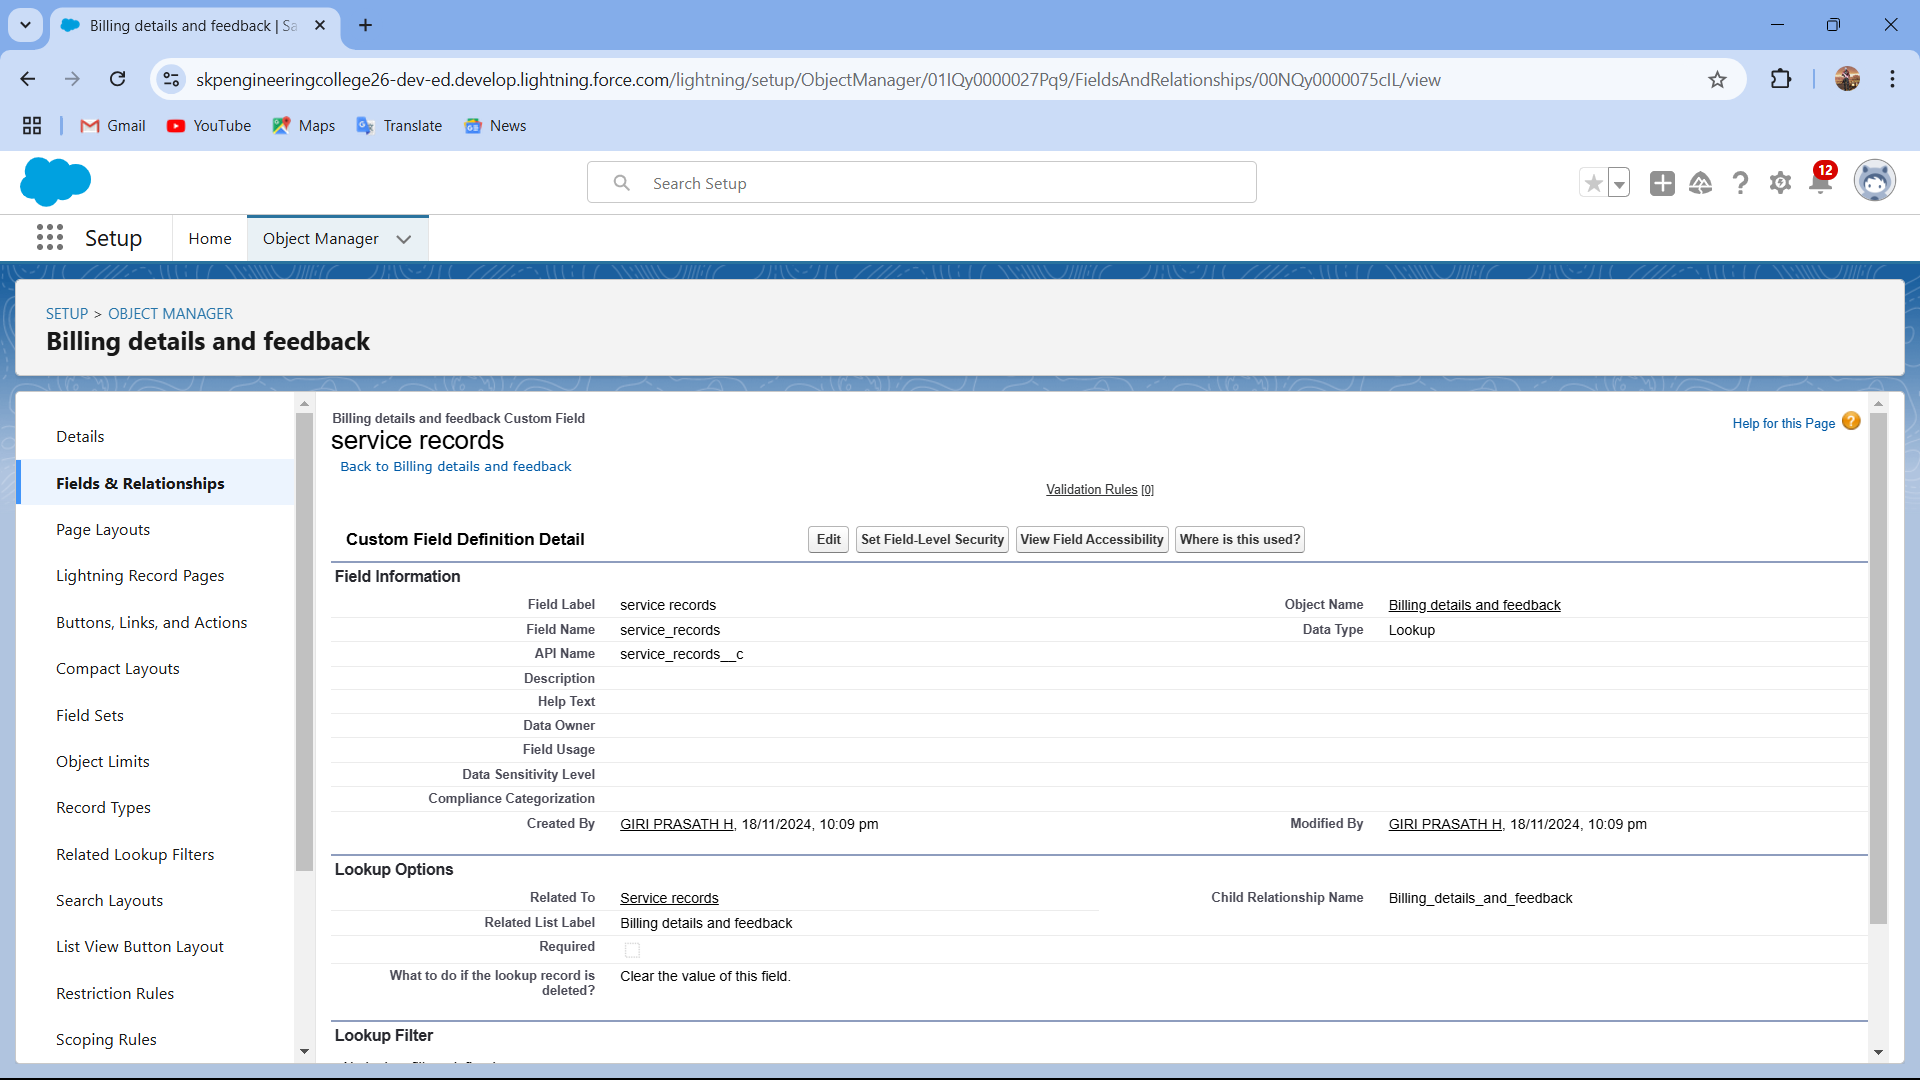 Billing details and feedback | Sa
skpengineeringcollege26-dev-ed.develop.lightning.force.com/lightning/setup/ObjectManager/01IQy0000027Pq9/FieldsAndRelationships/00NQy0000075cIL/view
Gmail YouTube Maps Translate News
Search Setup
12
Setup Home Object Manager
SETUP > OBJECT MANAGER
Billing details and feedback
Details
Fields & Relationships
Page Layouts
Lightning Record Pages
Buttons, Links, and Actions
Compact Layouts
Field Sets
Object Limits
Record Types
Related Lookup Filters
Search Layouts
List View Button Layout
Restriction Rules
Scoping Rules
Billing details and feedback Custom Field
service records
Back to Billing details and feedback
Help for this Page
Validation Rules [0]
Custom Field Definition Detail Edit Set Field-Level Security View Field Accessibility Where is this used?
Field Information
Field Label service records Object Name Billing details and feedback
Field Name service_records Data Type Lookup
API Name service_records__c
Description
Help Text
Data Owner
Field Usage
Data Sensitivity Level
Compliance Categorization
Created By GIRI PRASATH H, 18/11/2024, 10:09 pm Modified By GIRI PRASATH H, 18/11/2024, 10:09 pm
Lookup Options
Related To Service records Child Relationship Name Billing_details_and_feedback
Related List Label Billing details and feedback
Required
What to do if the lookup record is deleted? Clear the value of this field.
Lookup Filter